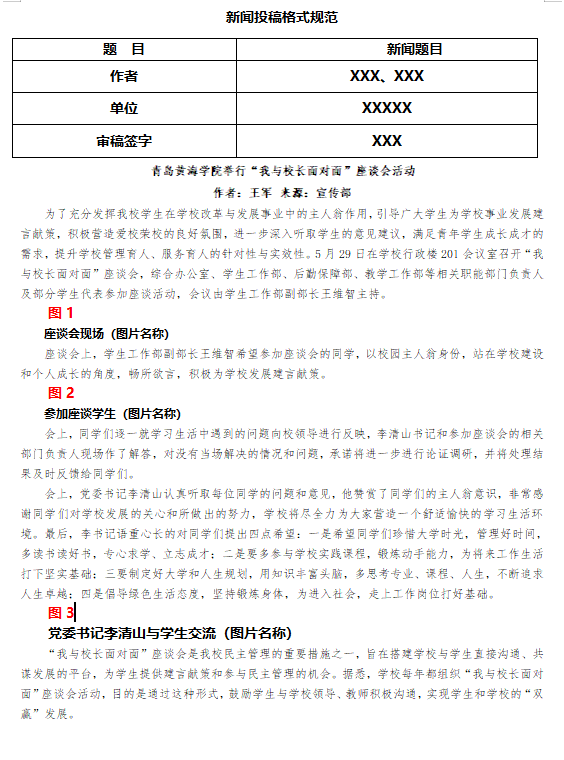 新闻投稿格式规范
题 目 新闻题目
作者 XXX、XXX
单位 XXXXX
审稿签字 XXX
青岛黄海学院举行“我与校长面对面”座谈会活动
作者：王军 来源：宣传部
为了充分发挥我校学生在学校改革与发展事业中的主人翁作用，引导广大学生为学校事业发展建
言献策，积极营造爱校荣校的良好氛围，进一步深入听取学生的意见建议，满足青年学生成长成才的
需求，提升学校管理育人、服务育人的针对性与实效性。5 月 29 日在学校行政楼 201 会议室召开“我
与校长面对面”座谈会，综合办公室、学生工作部、后勤保障部、教学工作部等相关职能部门负责人
及部分学生代表参加座谈活动，会议由学生工作部副部长王维智主持。
图 1
座谈会现场（图片名称）
座谈会上，学生工作部副部长王维智希望参加座谈会的同学，以校园主人翁身份，站在学校建设
和个人成长的角度，畅所欲言，积极为学校发展建言献策。
图 2
参加座谈学生（图片名称）
会上，同学们逐一就学习生活中遇到的问题向校领导进行反映，李清山书记和参加座谈会的相关
部门负责人现场作了解答，对没有当场解决的情况和问题，承诺将进一步进行论证调研，并将处理结
果及时反馈给同学们。
会上，党委书记李清山认真听取每位同学的问题和意见，他赞赏了同学们的主人翁意识，非常感
谢同学们对学校发展的关心和所做出的努力，学校将尽全力为大家营造一个舒适愉快的学习生活环
境。最后，李书记语重心长的对同学们提出四点希望：一是希望同学们珍惜大学时光，管理好时间，
多读书读好书，专心求学、立志成才；二是要多参与学校实践课程，锻炼动手能力，为将来工作生活
打下坚实基础；三要制定好大学和人生规划，用知识丰富头脑，多思考专业、课程、人生，不断追求
人生卓越；四是倡导绿色生活态度，坚持锻炼身体，为进入社会，走上工作岗位打好基础。
图 3
党委书记李清山与学生交流（图片名称）
“我与校长面对面”座谈会是我校民主管理的重要措施之一，旨在搭建学校与学生直接沟通、共
谋发展的平台，为学生提供建言献策和参与民主管理的机会。据悉，学校每年都组织“我与校长面对
面”座谈会活动，目的是通过这种形式，鼓励学生与学校领导、教师积极沟通，实现学生和学校的“双
赢”发展。